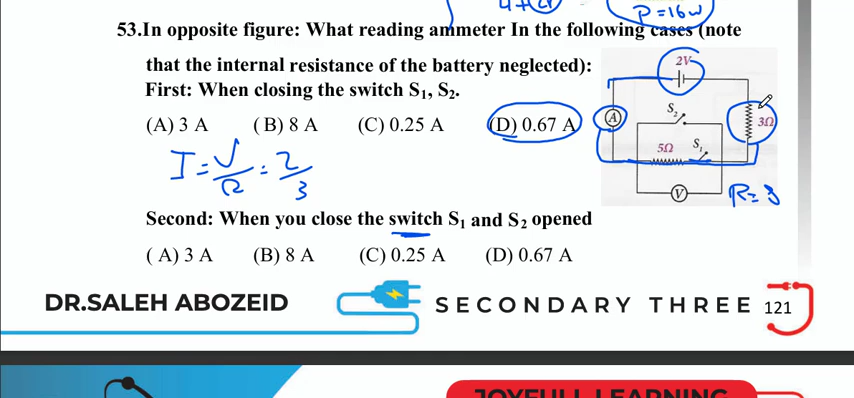 P=16w
53.In opposite figure: What reading ammeter In the following cases (note
that the internal resistance of the battery neglected):
First: When closing the switch S₁, S₂.
(A) 3 A (B) 8 A (C) 0.25 A (D) 0.67 A
I=V/Ω=2/3
2V
A
S₂
3Ω
5Ω S₁
V
R=3
Second: When you close the switch S₁ and S₂ opened
(A) 3 A (B) 8 A (C) 0.25 A (D) 0.67 A
DR.SALEH ABOZEID SECONDARY THREE 121
JOYFULL LEARNING